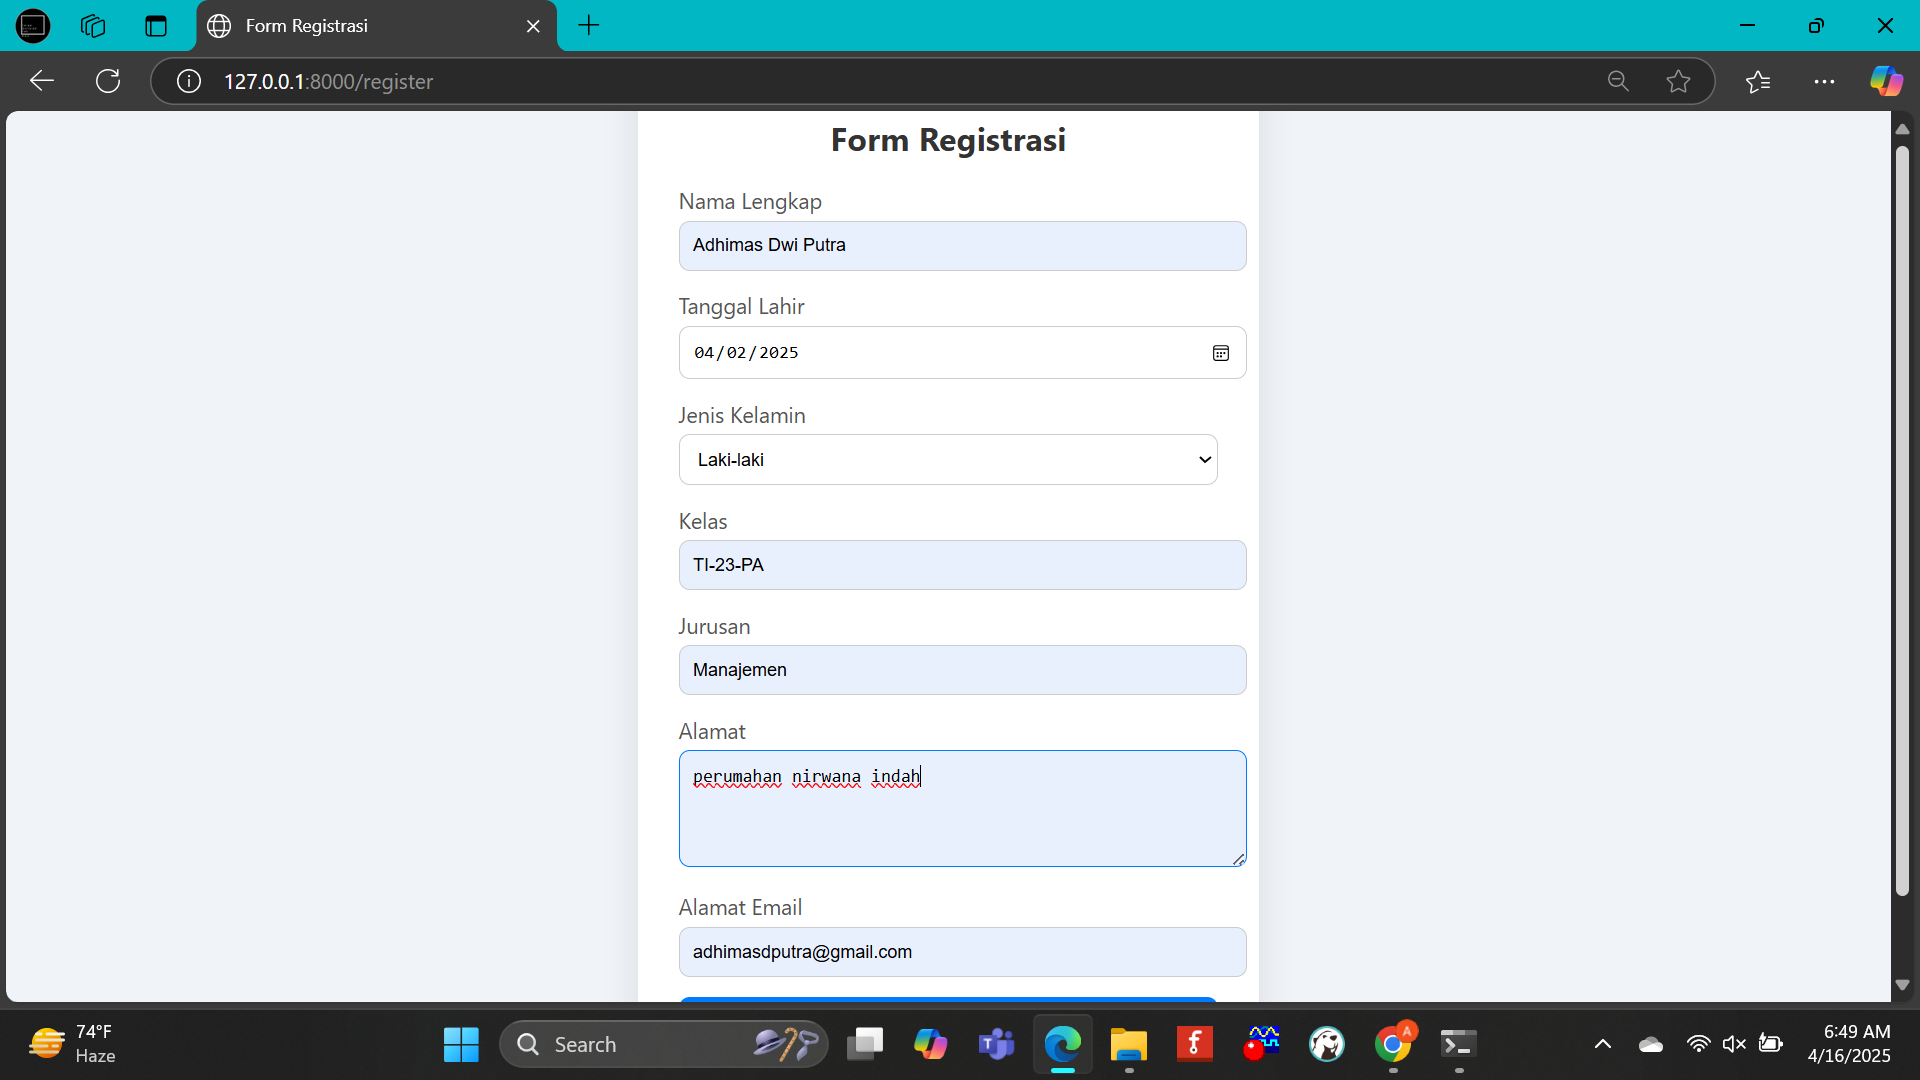 Form Registrasi
127.0.0.1:8000/register
Form Registrasi
Nama Lengkap
Adhimas Dwi Putra
Tanggal Lahir
04/02/2025
Jenis Kelamin
Laki-laki
Kelas
TI-23-PA
Jurusan
Manajemen
Alamat
perumahan nirwana indah
Alamat Email
adhimasdputra@gmail.com
74°F
Haze
Search
A
6:49 AM
4/16/2025